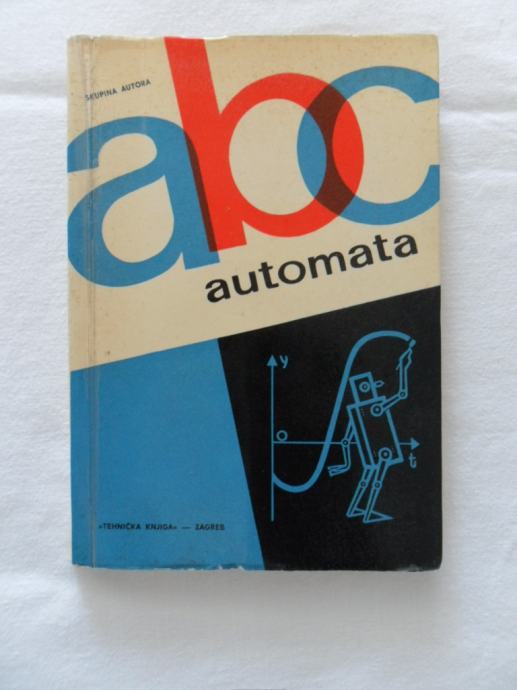 SKUPINA AUTORA
abc
automata
y
O
t
»TEHNIČKA KNJIGA« — ZAGREB